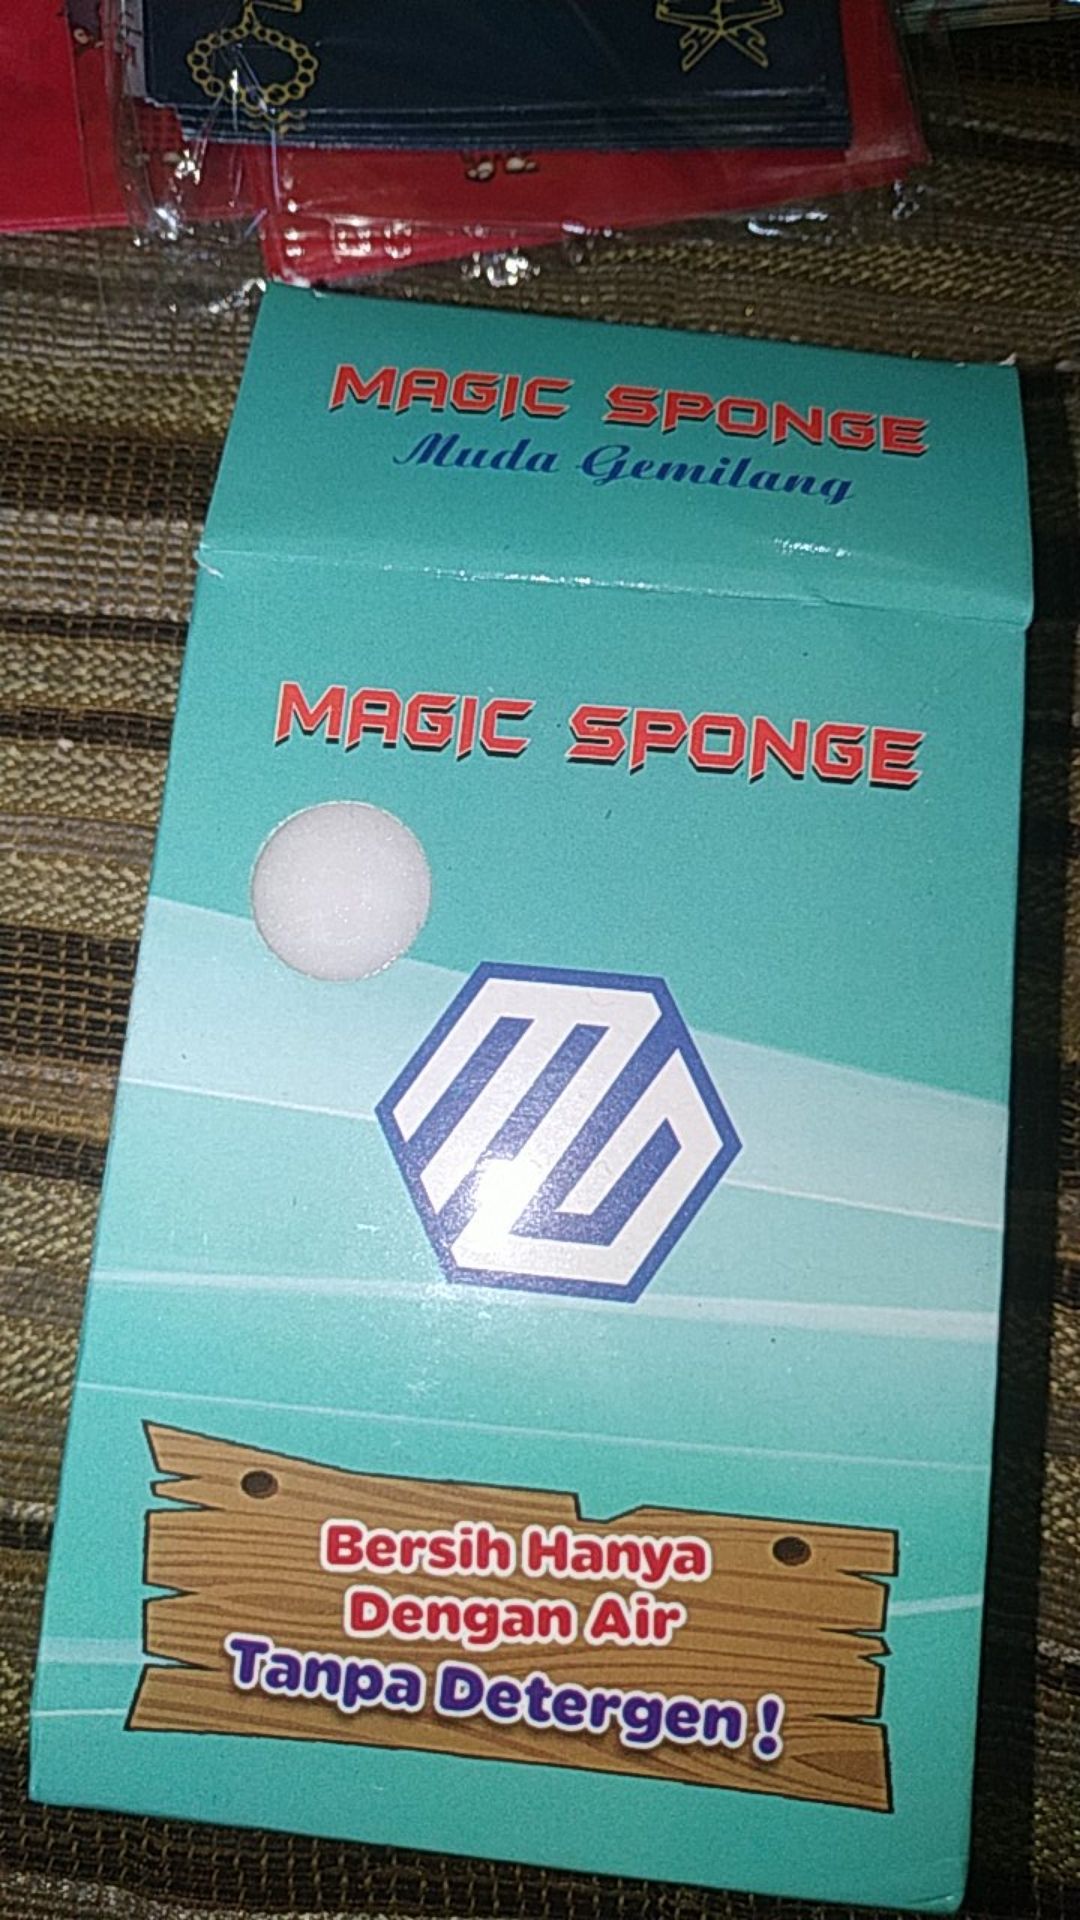 MAGIC SPONGE
Muda Gemilang
MAGIC SPONGE
Bersih Hanya
Dengan Air
Tanpa Detergen !